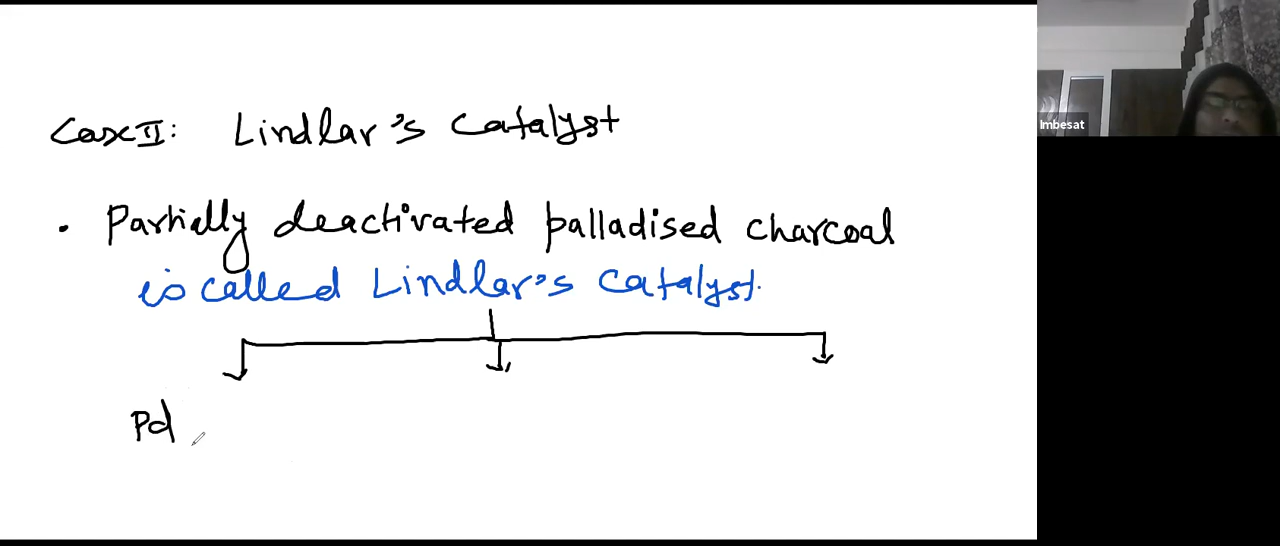 Case II: Lindlar's Catalyst
• Partially deactivated palladised charcoal
is called Lindlar's Catalyst.
Pd
Imbesat